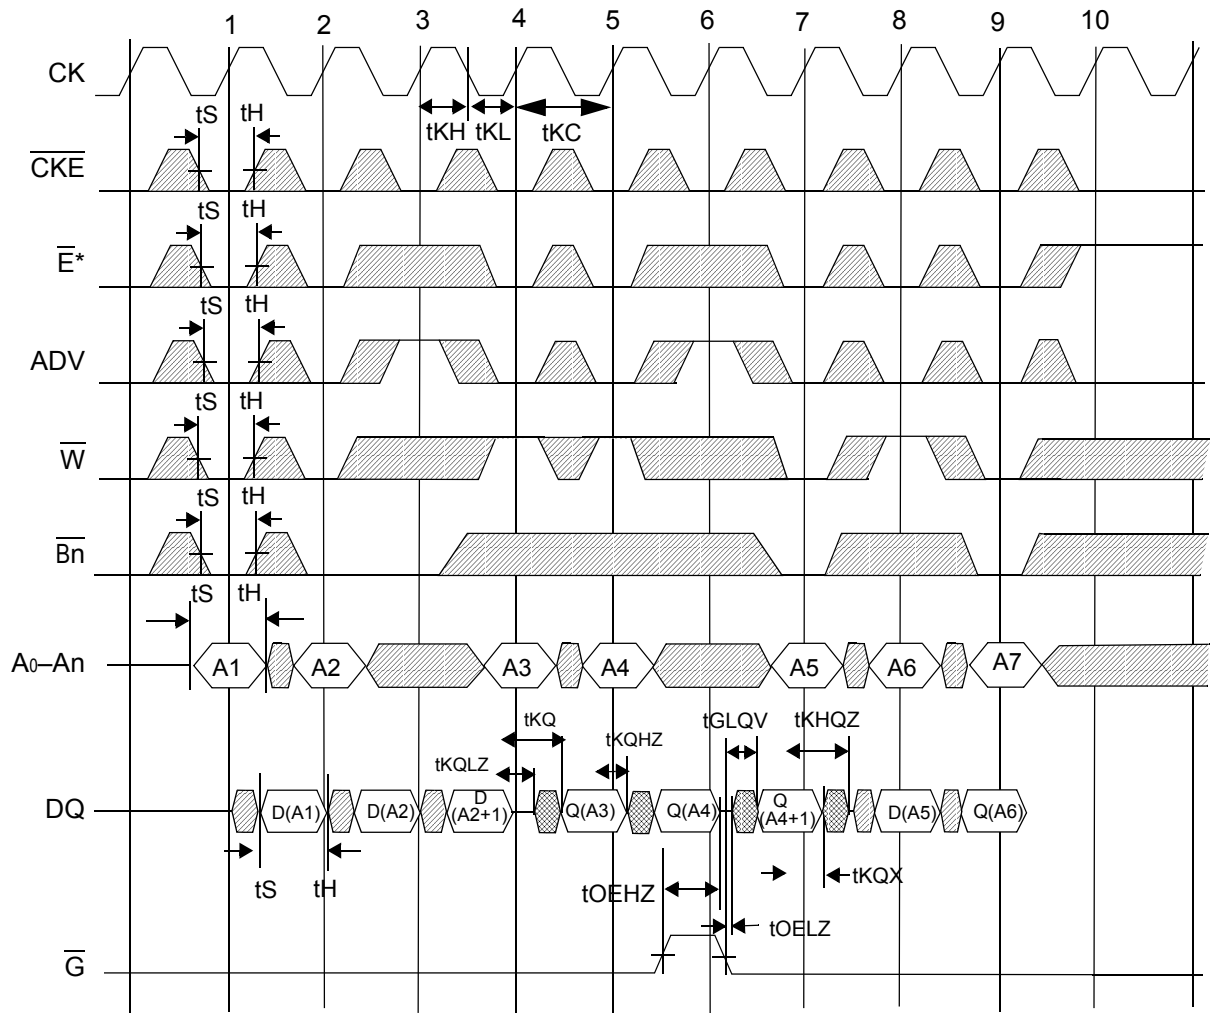 1 2 3 4 5 6 7 8 9 10
CK
tS tH tKH tKL tKC
CKE
tS tH
E*
tS tH
ADV
tS tH
W
tS tH
Bn
tS tH
A0–An A1 A2 A3 A4 A5 A6 A7
tKQ tGLQV tKHQZ
tKQHZ
tKQLZ
DQ D(A1) D(A2) D (A2+1) Q(A3) Q(A4) Q (A4+1) D(A5) Q(A6)
tS tH tOEHZ tKQX
tOELZ
G